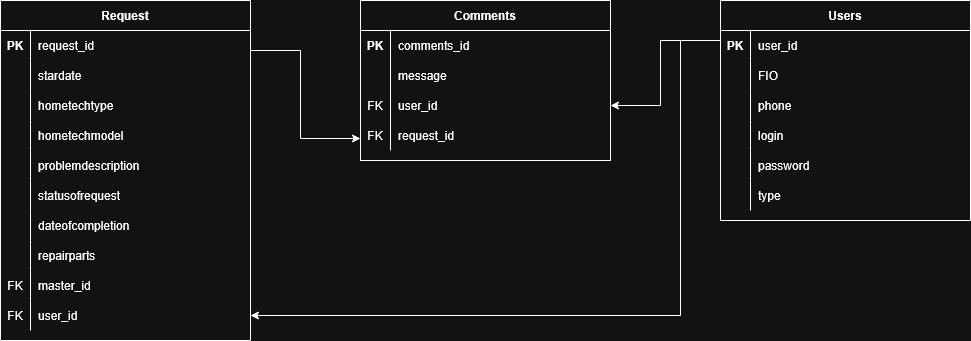 Request
PK request_id
stardate
hometechtype
hometechmodel
problemdescription
statusofrequest
dateofcompletion
repairparts
FK master_id
FK user_id
Comments
PK comments_id
message
FK user_id
FK request_id
Users
PK user_id
FIO
phone
login
password
type